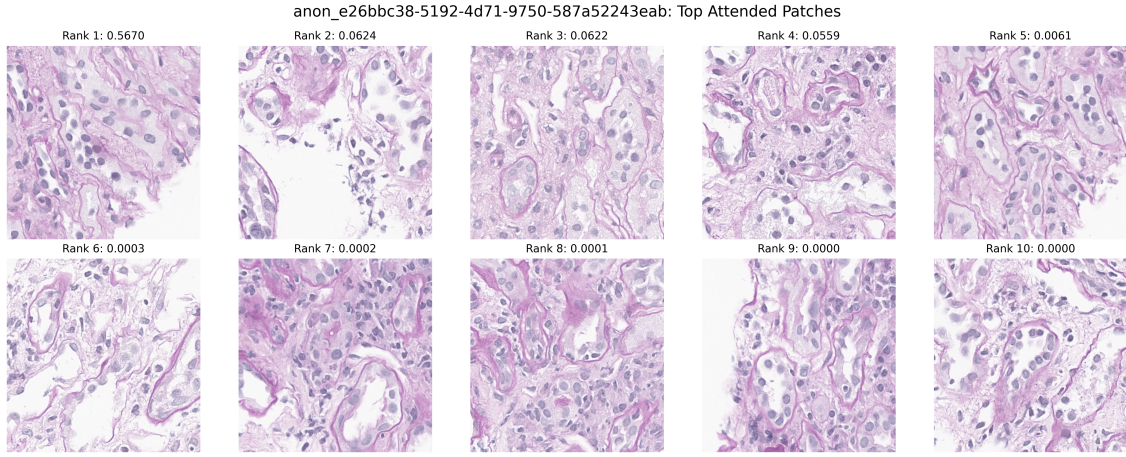 anon_e26bbc38-5192-4d71-9750-587a52243eab: Top Attended Patches
Rank 1: 0.5670
Rank 2: 0.0624
Rank 3: 0.0622
Rank 4: 0.0559
Rank 5: 0.0061
Rank 6: 0.0003
Rank 7: 0.0002
Rank 8: 0.0001
Rank 9: 0.0000
Rank 10: 0.0000